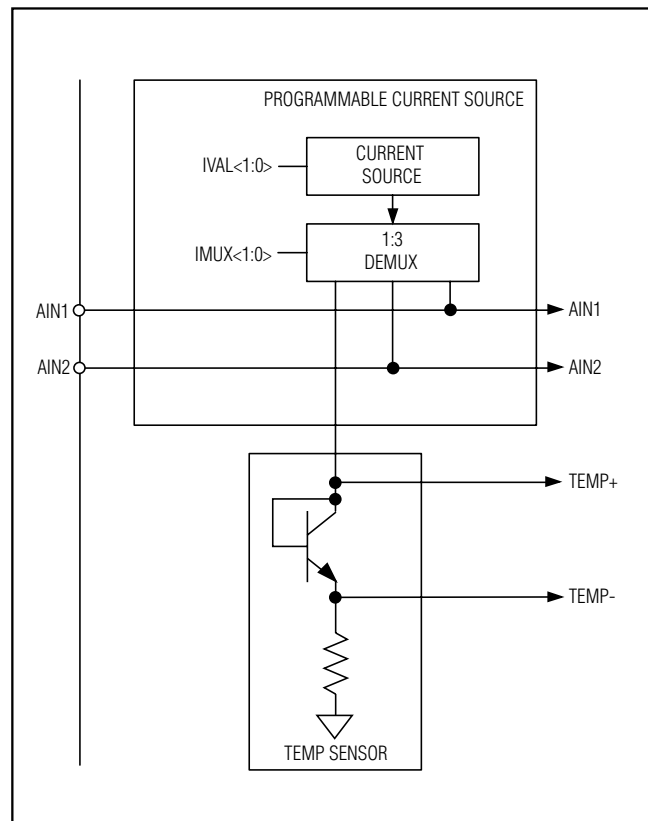 PROGRAMMABLE CURRENT SOURCE
CURRENT
SOURCE
IVAL<1:0>
1:3
DEMUX
IMUX<1:0>
AIN1
AIN1
AIN2
AIN2
TEMP+
TEMP-
TEMP SENSOR